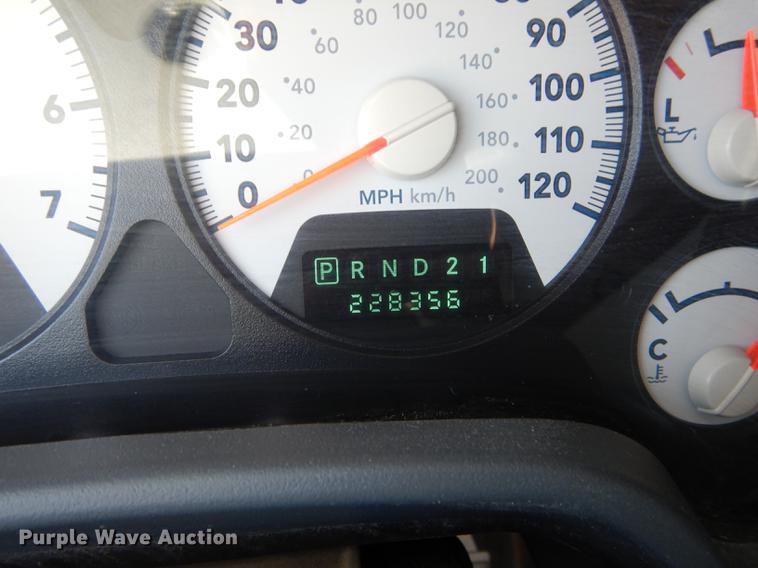 80 100
30 60 120 90
140
20 40 160 100
6 L
10 20 180 110
0 0 200 120
7
MPH km/h
P R N D 2 1
228356
C
Purple Wave Auction